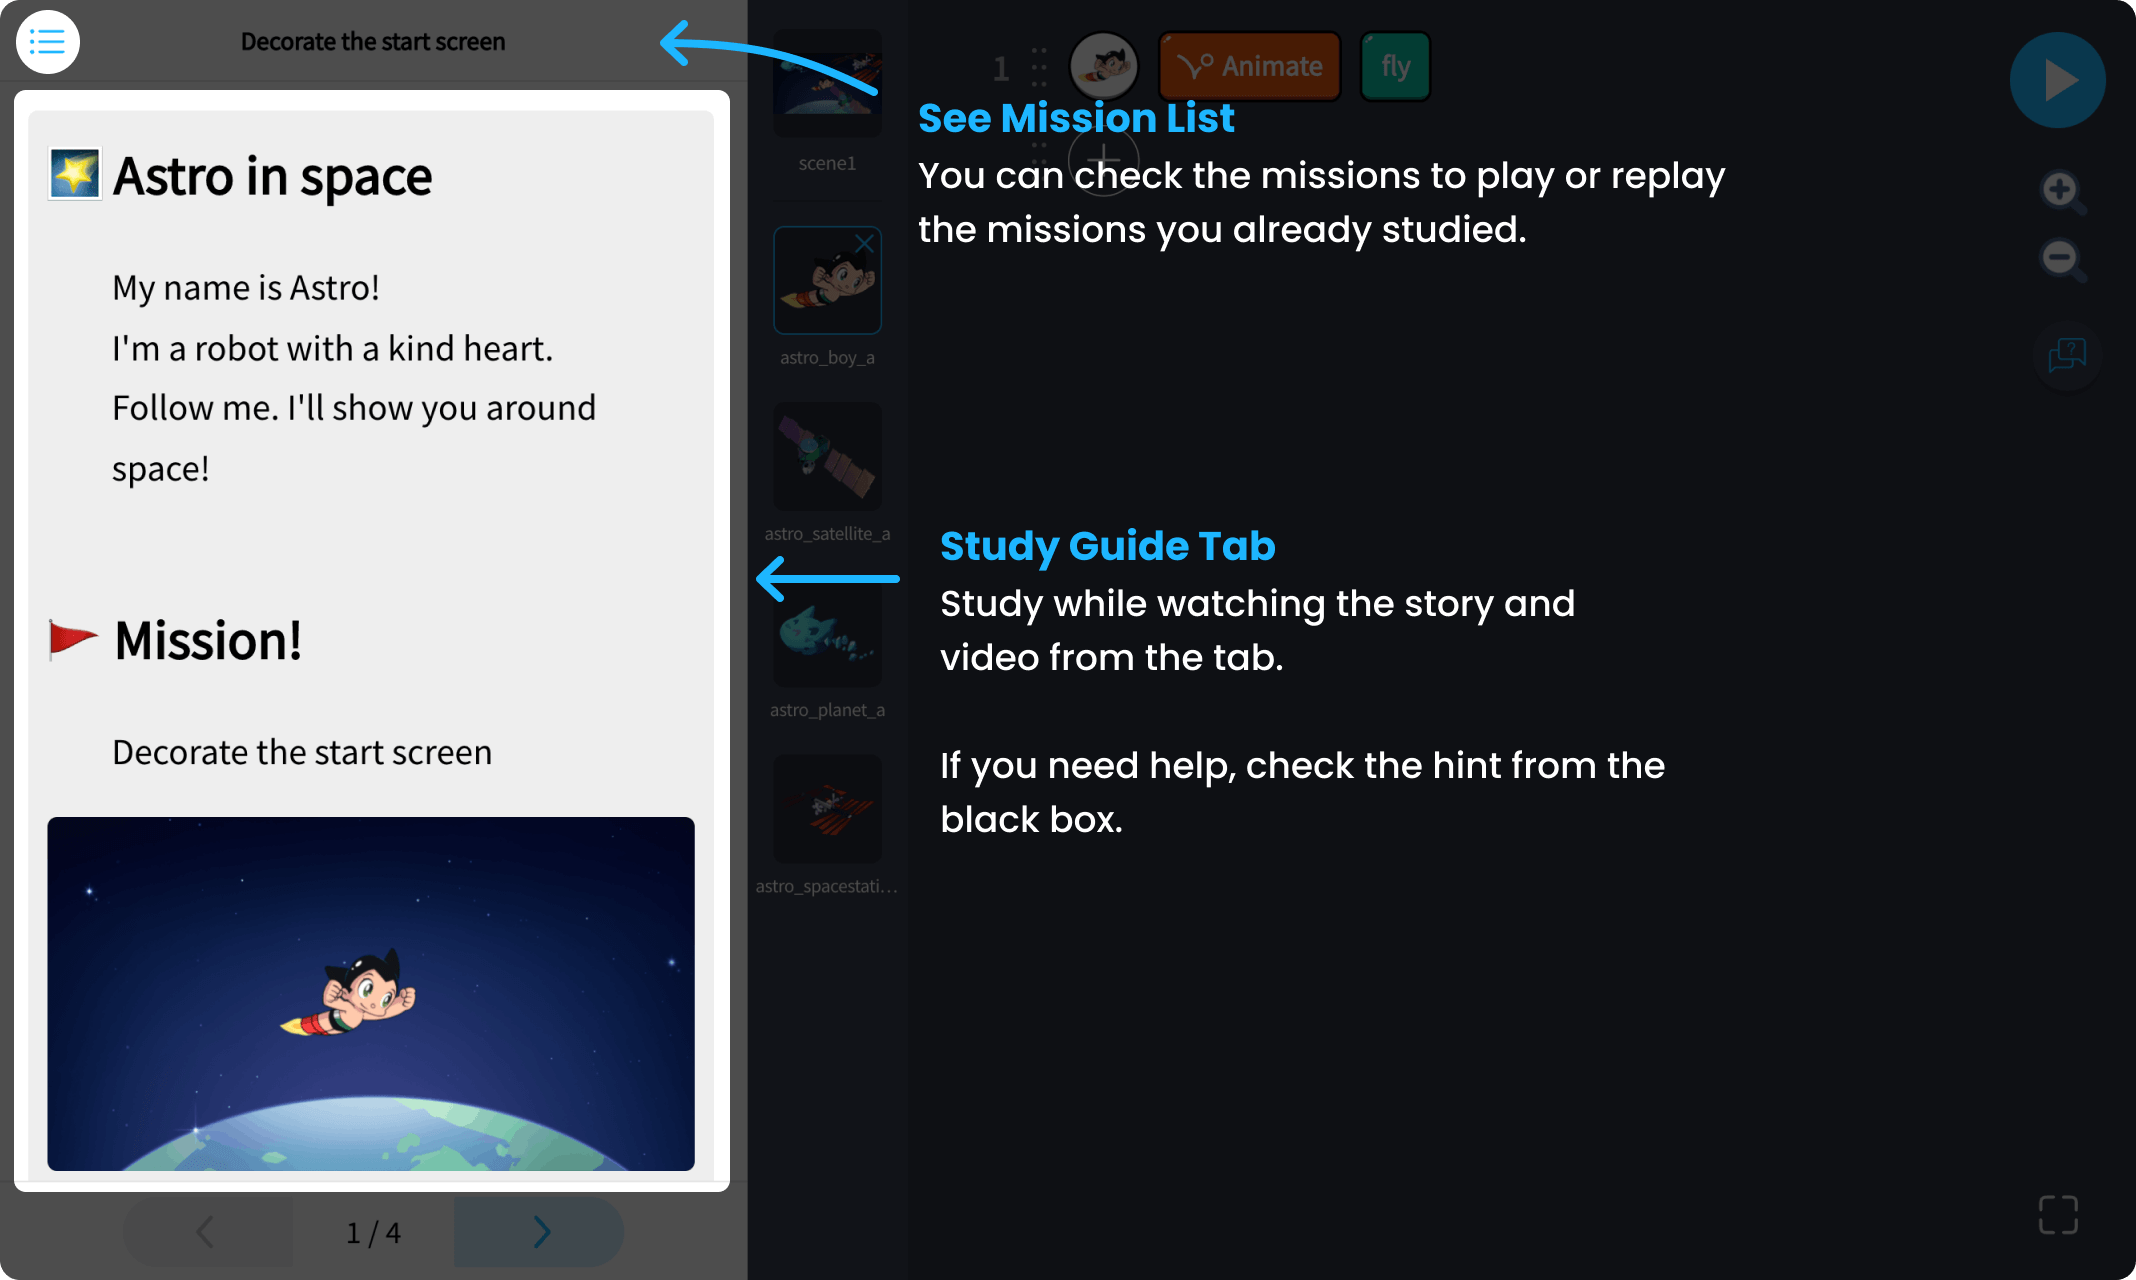 Decorate the start screen
Astro in space
My name is Astro!
I'm a robot with a kind heart.
Follow me. I'll show you around
space!
Mission!
Decorate the start screen
1 / 4
scene1
astro_boy_a
astro_satellite_a
astro_planet_a
astro_spacestati...
1
Animate
fly
See Mission List
You can check the missions to play or replay
the missions you already studied.
Study Guide Tab
Study while watching the story and
video from the tab.
If you need help, check the hint from the
black box.
?